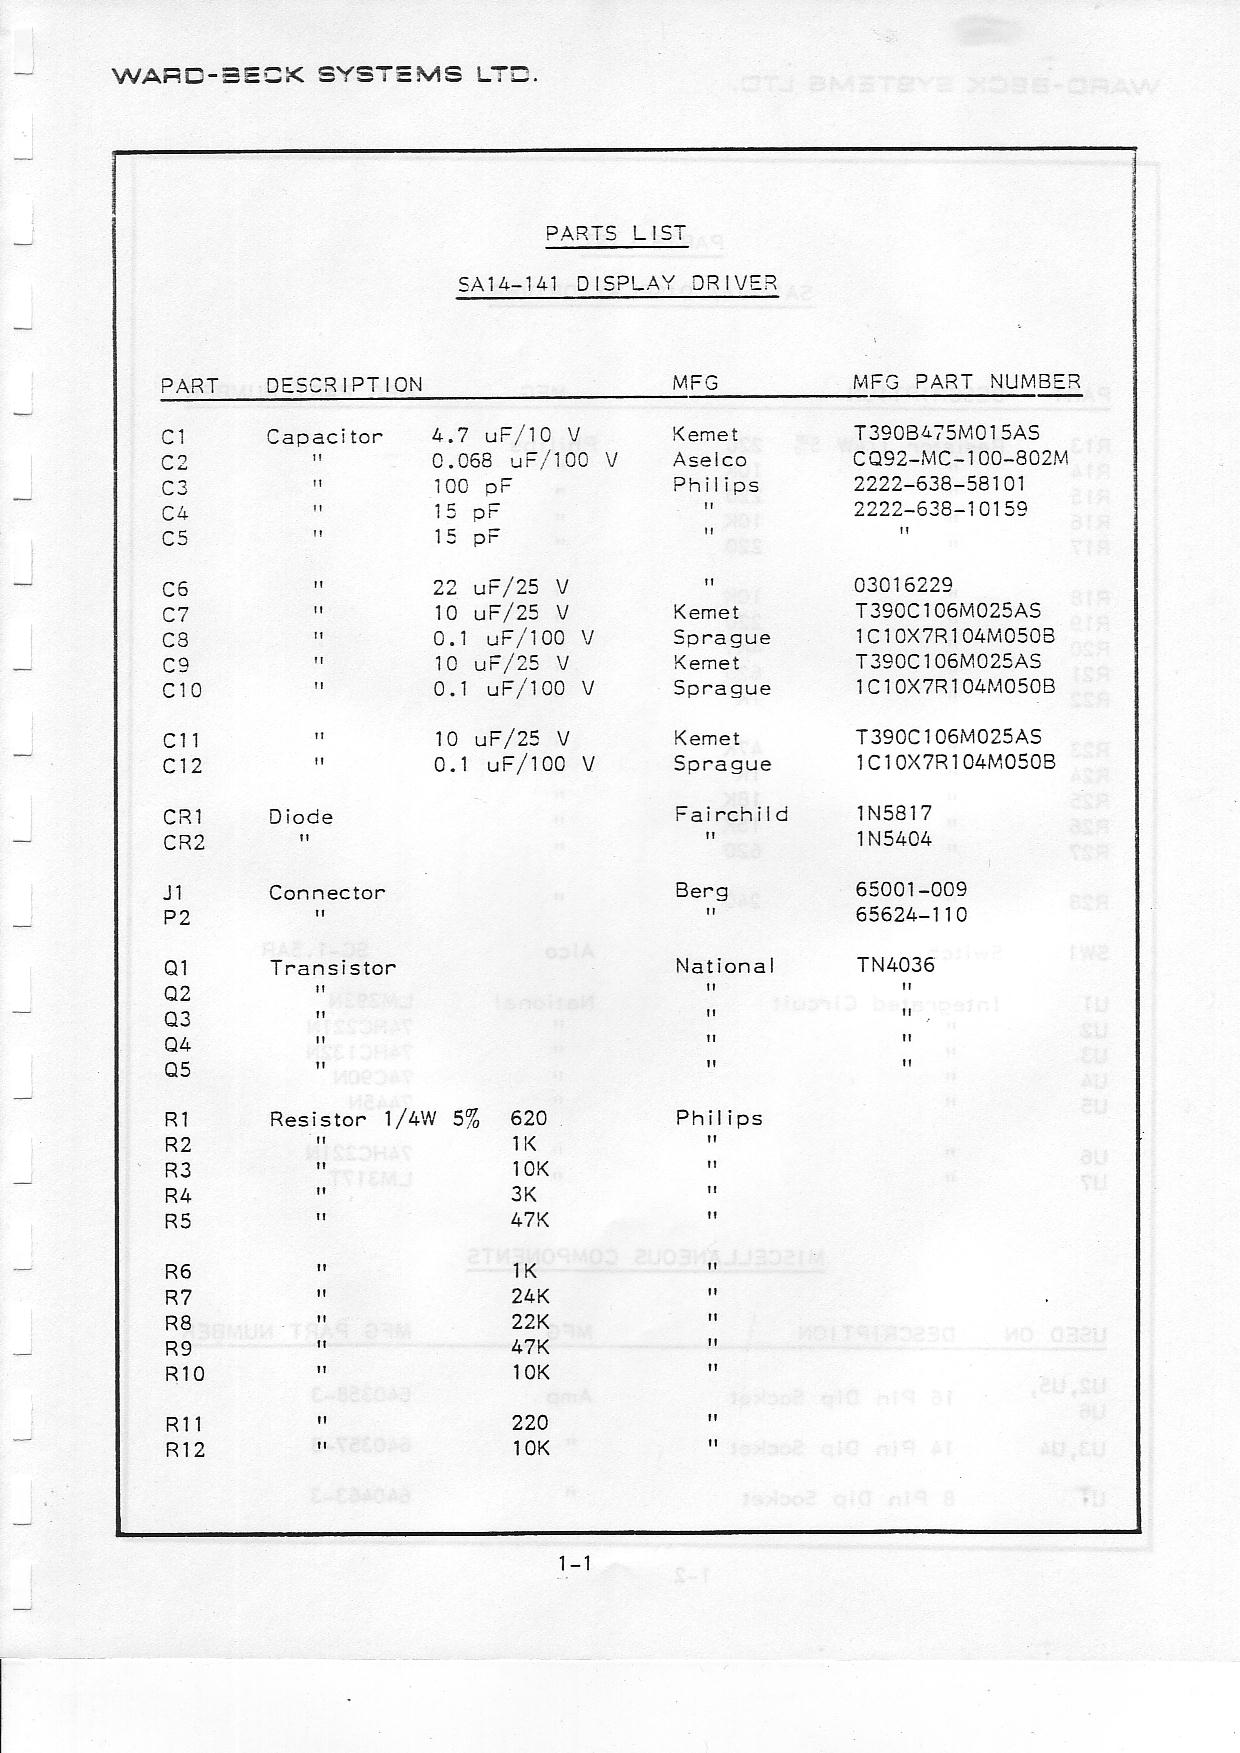 WARD-BECK SYSTEMS LTD.
PARTS LIST
SA14-141 DISPLAY DRIVER
PART DESCRIPTION MFG MFG PART NUMBER
C1 Capacitor 4.7 uF/10 V Kemet T390B475M015AS
C2 " 0.068 uF/100 V Aselco CQ92-MC-100-802M
C3 " 100 pF Philips 2222-638-58101
C4 " 15 pF " 2222-638-10159
C5 " 15 pF " "
C6 " 22 uF/25 V " 03016229
C7 " 10 uF/25 V Kemet T390C106M025AS
C8 " 0.1 uF/100 V Sprague 1C10X7R104M050B
C9 " 10 uF/25 V Kemet T390C106M025AS
C10 " 0.1 uF/100 V Sprague 1C10X7R104M050B
C11 " 10 uF/25 V Kemet T390C106M025AS
C12 " 0.1 uF/100 V Sprague 1C10X7R104M050B
CR1 Diode Fairchild 1N5817
CR2 " " 1N5404
J1 Connector Berg 65001-009
P2 " " 65624-110
Q1 Transistor National TN4036
Q2 " " "
Q3 " " "
Q4 " " "
Q5 " " "
R1 Resistor 1/4W 5% 620 Philips
R2 " 1K "
R3 " 10K "
R4 " 3K "
R5 " 47K "
R6 " 1K "
R7 " 24K "
R8 " 22K "
R9 " 47K "
R10 " 10K "
R11 " 220 "
R12 " 10K "
1-1